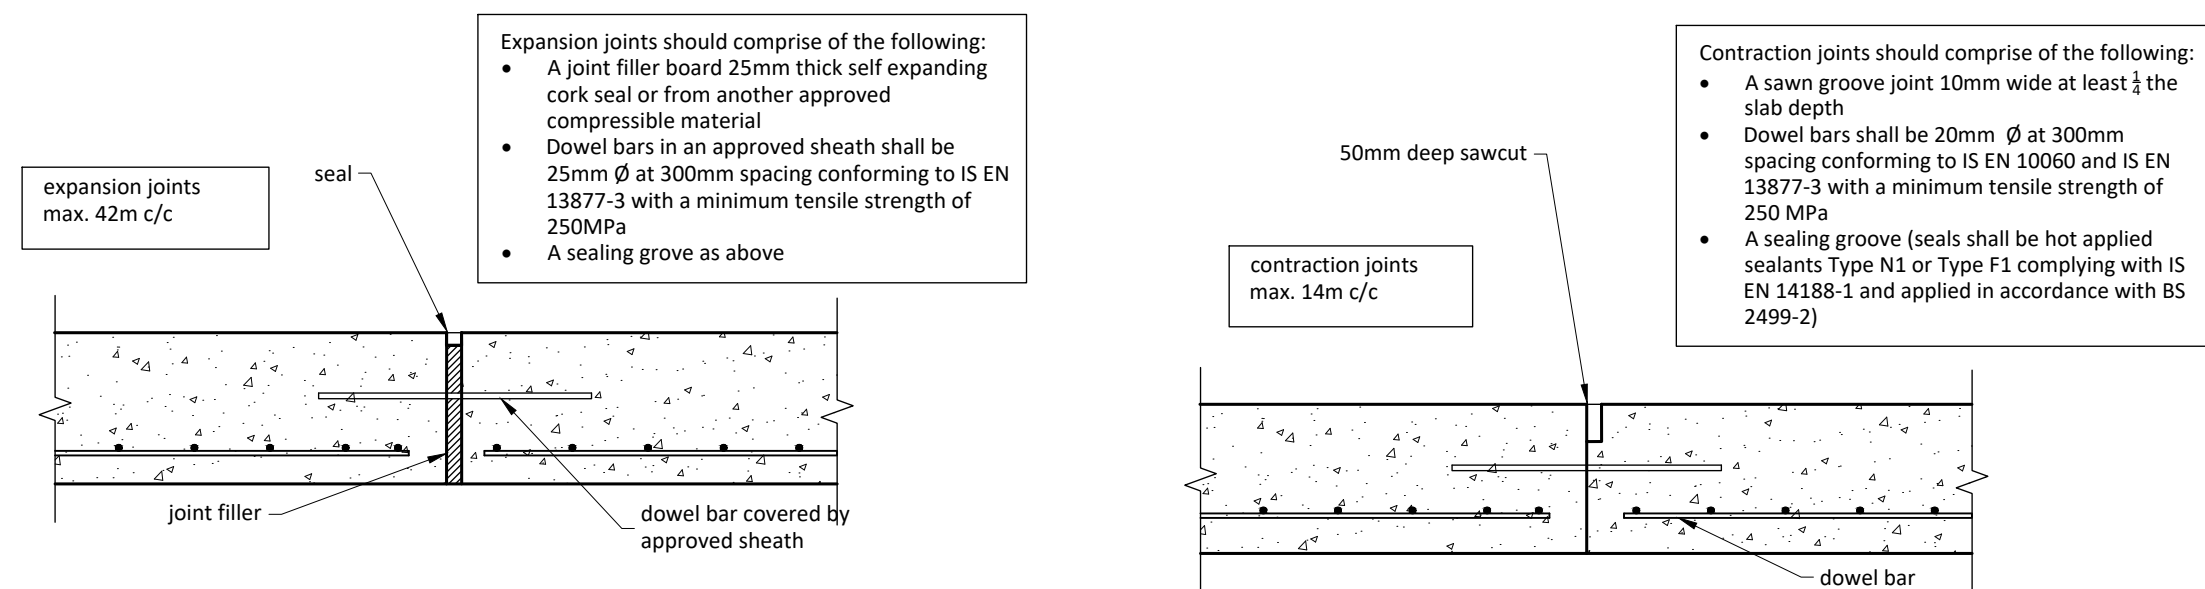 Expansion joints should comprise of the following:
• A joint filler board 25mm thick self expanding
cork seal or from another approved
compressible material
• Dowel bars in an approved sheath shall be
25mm Ø at 300mm spacing conforming to IS EN
13877-3 with a minimum tensile strength of
250MPa
• A sealing grove as above
expansion joints
max. 42m c/c
seal
joint filler
dowel bar covered by
approved sheath
Contraction joints should comprise of the following:
• A sawn groove joint 10mm wide at least 1/4 the
slab depth
• Dowel bars shall be 20mm Ø at 300mm
spacing conforming to IS EN 10060 and IS EN
13877-3 with a minimum tensile strength of
250 MPa
• A sealing groove (seals shall be hot applied
sealants Type N1 or Type F1 complying with IS
EN 14188-1 and applied in accordance with BS
2499-2)
50mm deep sawcut
contraction joints
max. 14m c/c
dowel bar